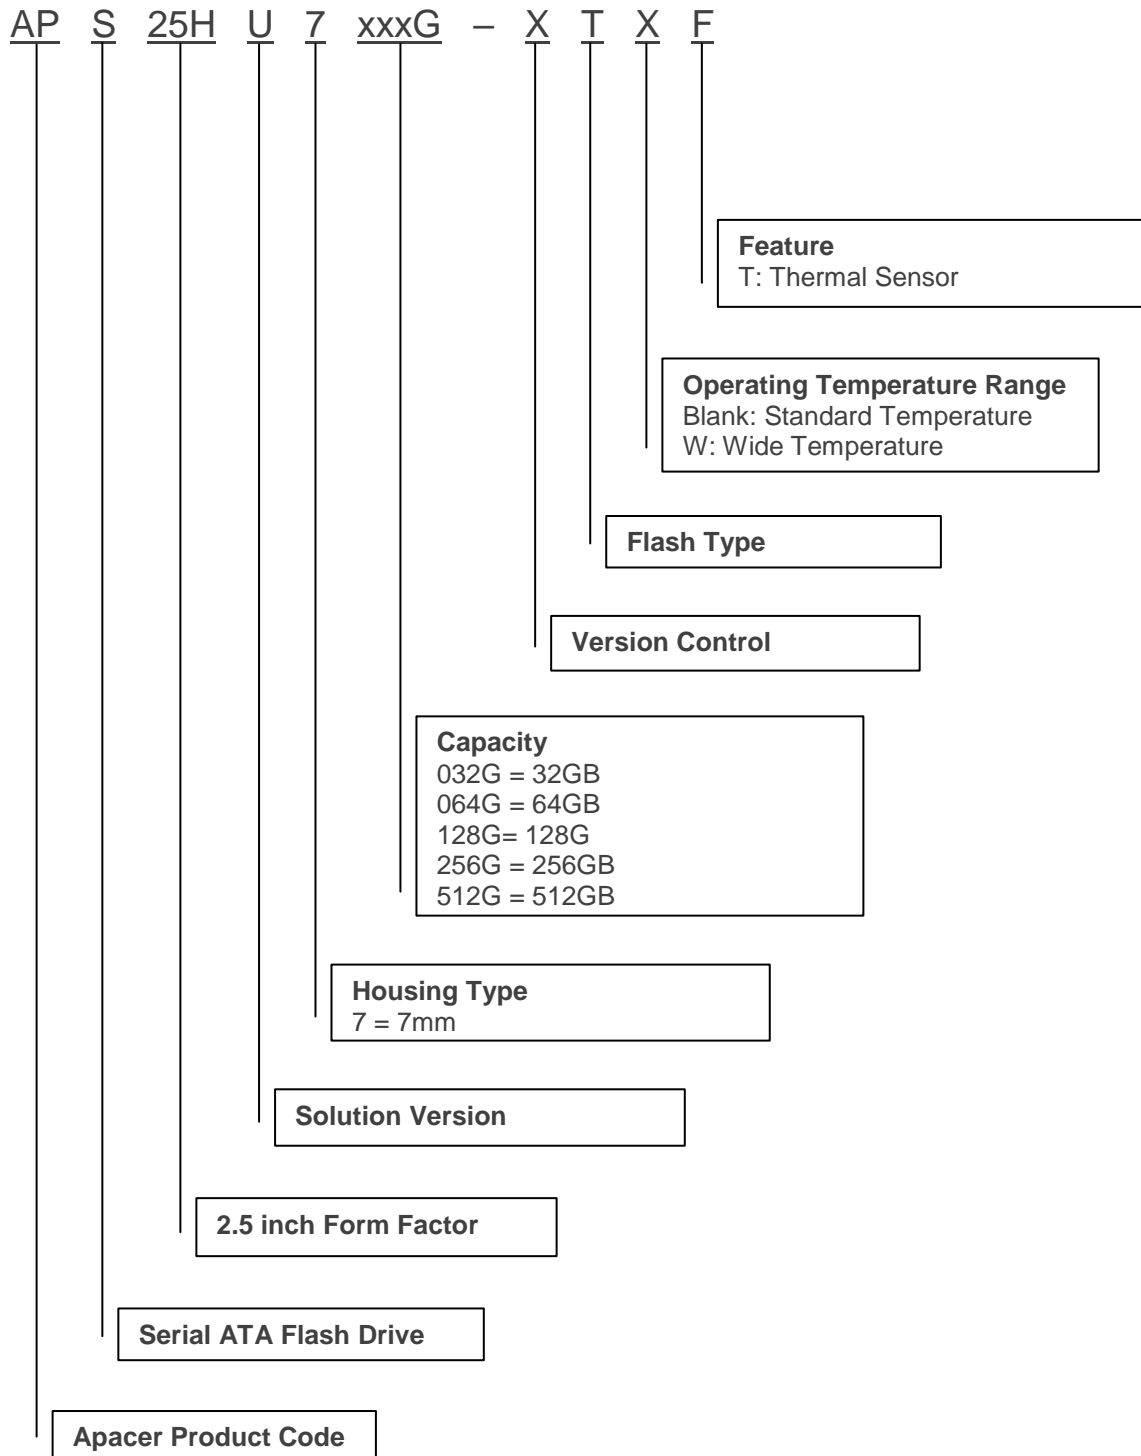 AP S 25H U 7 xxxG – X T X F
Feature
T: Thermal Sensor
Operating Temperature Range
Blank: Standard Temperature
W: Wide Temperature
Flash Type
Version Control
Capacity
032G = 32GB
064G = 64GB
128G= 128G
256G = 256GB
512G = 512GB
Housing Type
7 = 7mm
Solution Version
2.5 inch Form Factor
Serial ATA Flash Drive
Apacer Product Code